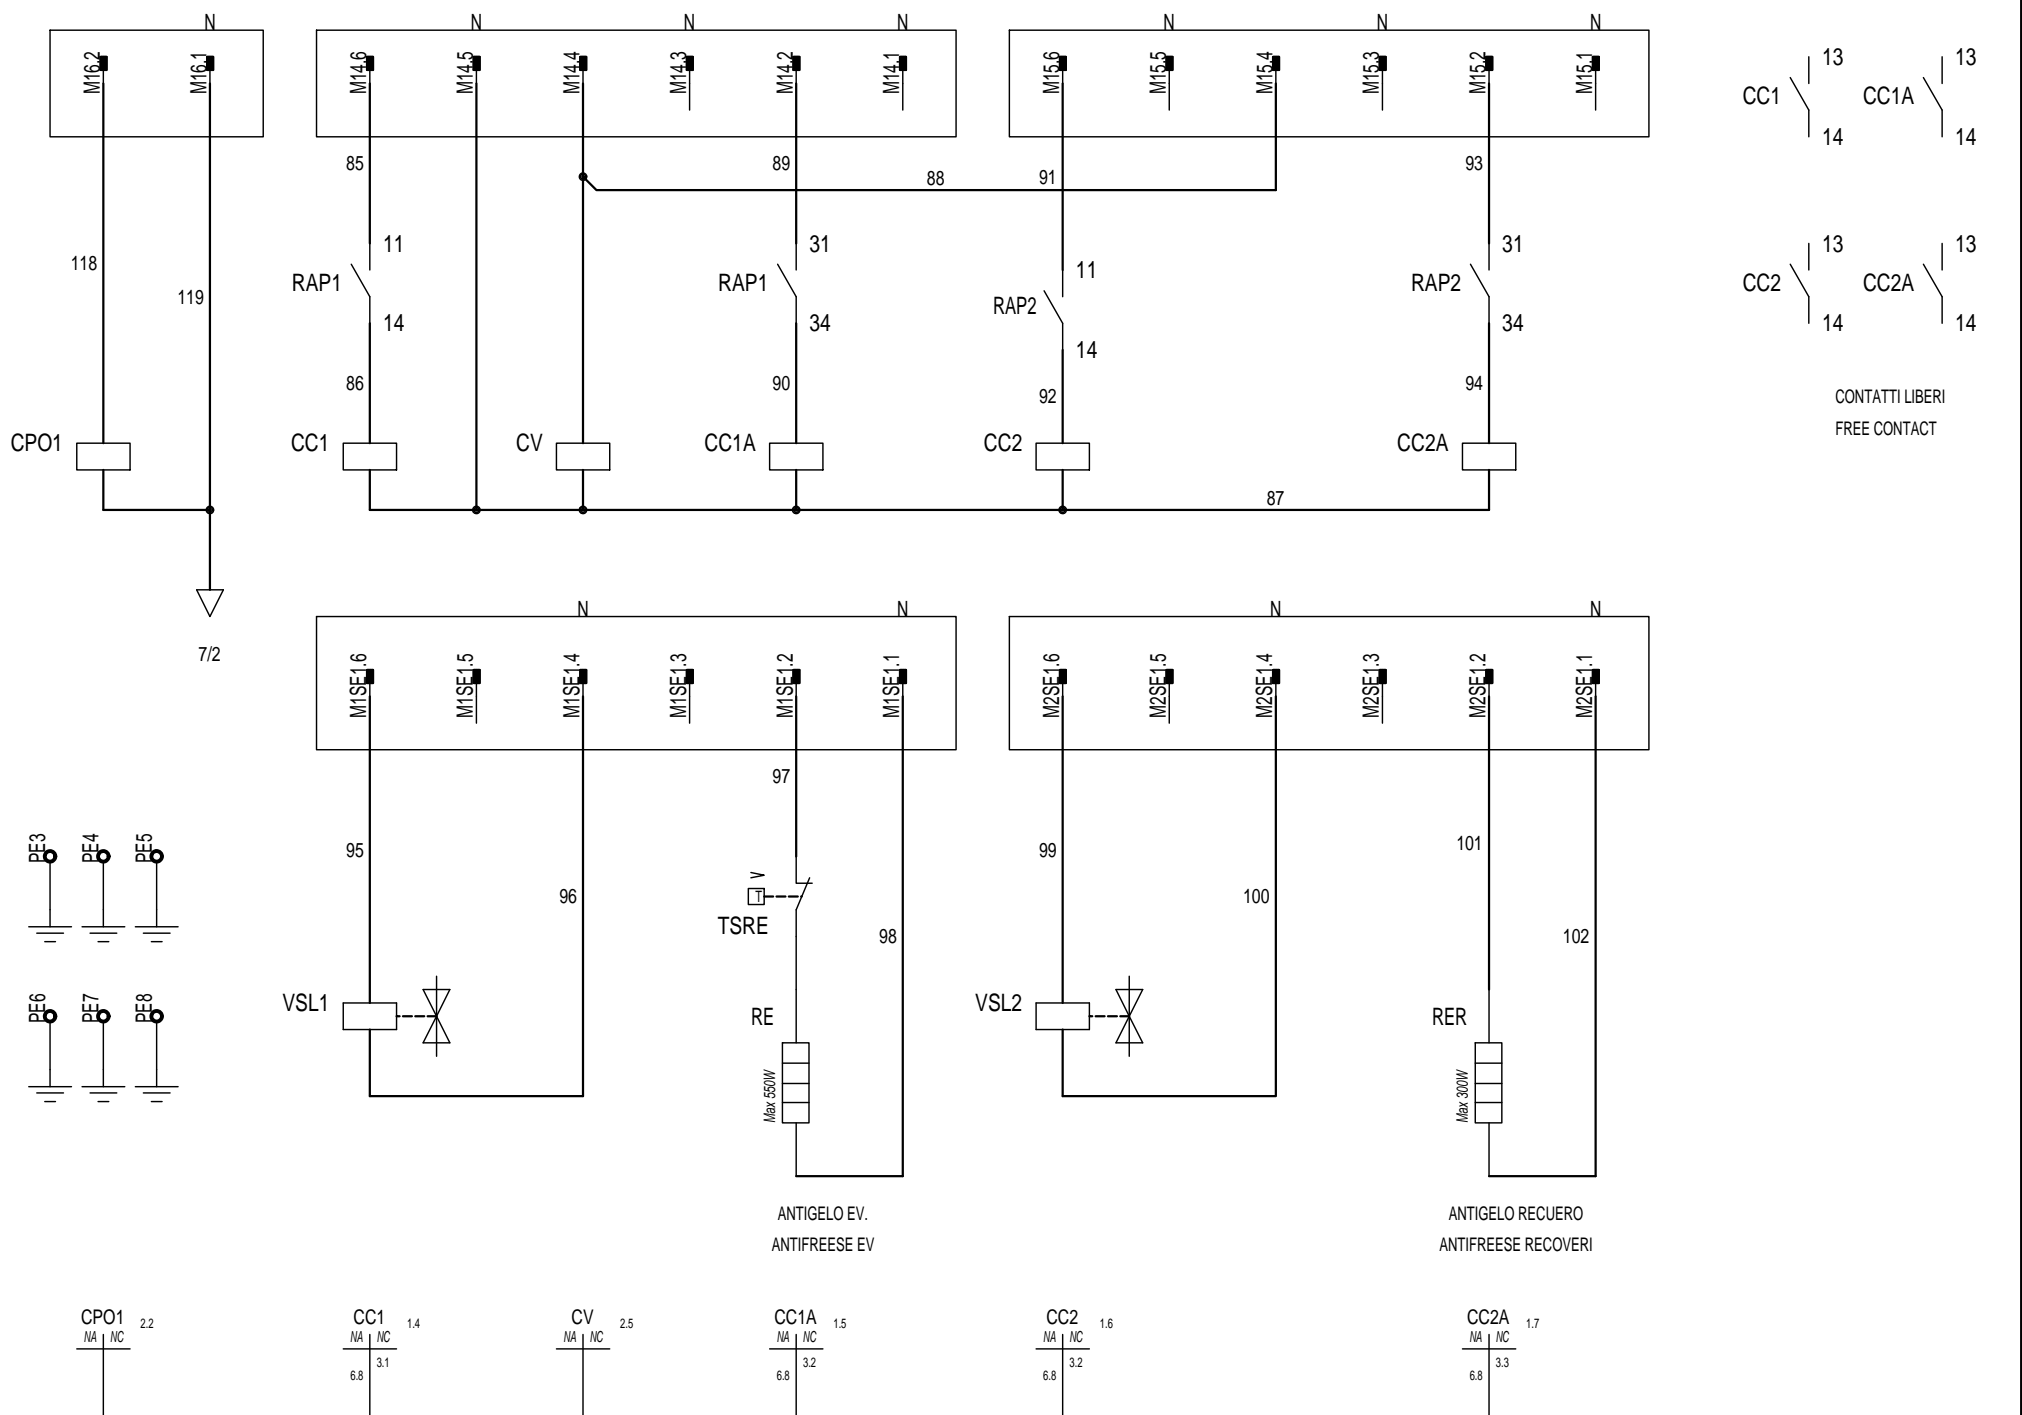 N N N N N N N
M16.2 M16.1 M14.6 M14.5 M14.4 M14.3 M14.2 M14.1 M15.6 M15.5 M15.4 M15.3 M15.2 M15.1
13 13
CC1 CC1A
14 14
85 89 88 91 93
118 119
11 31 11 31
RAP1 RAP1 RAP2 RAP2
14 34 14 34
13 13
CC2 CC2A
14 14
86 90 92 94
CONTATTI LIBERI
FREE CONTACT
CPO1 CC1 CV CC1A CC2 CC2A
87
7/2
N N N N
M1SE1.6 M1SE1.5 M1SE1.4 M1SE1.3 M1SE1.2 M1SE1.1 M2SE1.6 M2SE1.5 M2SE1.4 M2SE1.3 M2SE1.2 M2SE1.1
97
PE3 PE4 PE5
95 99 101
96 100
V
T
TSRE
98 102
PE6 PE7 PE8
VSL1 RE VSL2 RER
Max 550W Max 300W
ANTIGELO EV. ANTIGELO RECUERO
ANTIFREESE EV ANTIFREESE RECOVERI
CPO1 2.2 CC1 1.4 CV 2.5 CC1A 1.5 CC2 1.6 CC2A 1.7
NA NC NA NC NA NC NA NC NA NC NA NC
3.1 3.2 3.2 3.3
6.8 6.8 6.8 6.8